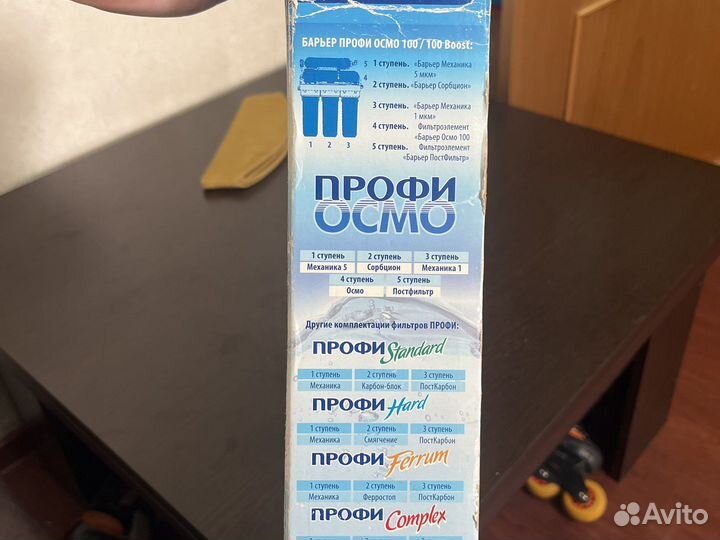 БАРЬЕР ПРОФИ ОСМО 100 / 100 Boost:
5
4
1 2 3
1 ступень. «Барьер Механика
5 мкм»
2 ступень. «Барьер Сорбцион»
3 ступень. «Барьер Механика
1 мкм»
4 ступень. Фильтроэлемент
«Барьер Осмо 100
5 ступень. Фильтроэлемент
«Барьер ПостФильтр»
ПРОФИ
ОСМО
1 ступень 2 ступень 3 ступень
Механика 5 Сорбцион Механика 1
4 ступень 5 ступень
Осмо Постфильтр
Другие комплектации фильтров ПРОФИ:
ПРОФИ Standard
1 ступень 2 ступень 3 ступень
Механика Карбон-блок ПостКарбон
ПРОФИ Hard
1 ступень 2 ступень 3 ступень
Механика Смягчение ПостКарбон
ПРОФИ Ferrum
1 ступень 2 ступень 3 ступень
Механика Ферростоп ПостКарбон
ПРОФИ Complex
Avito